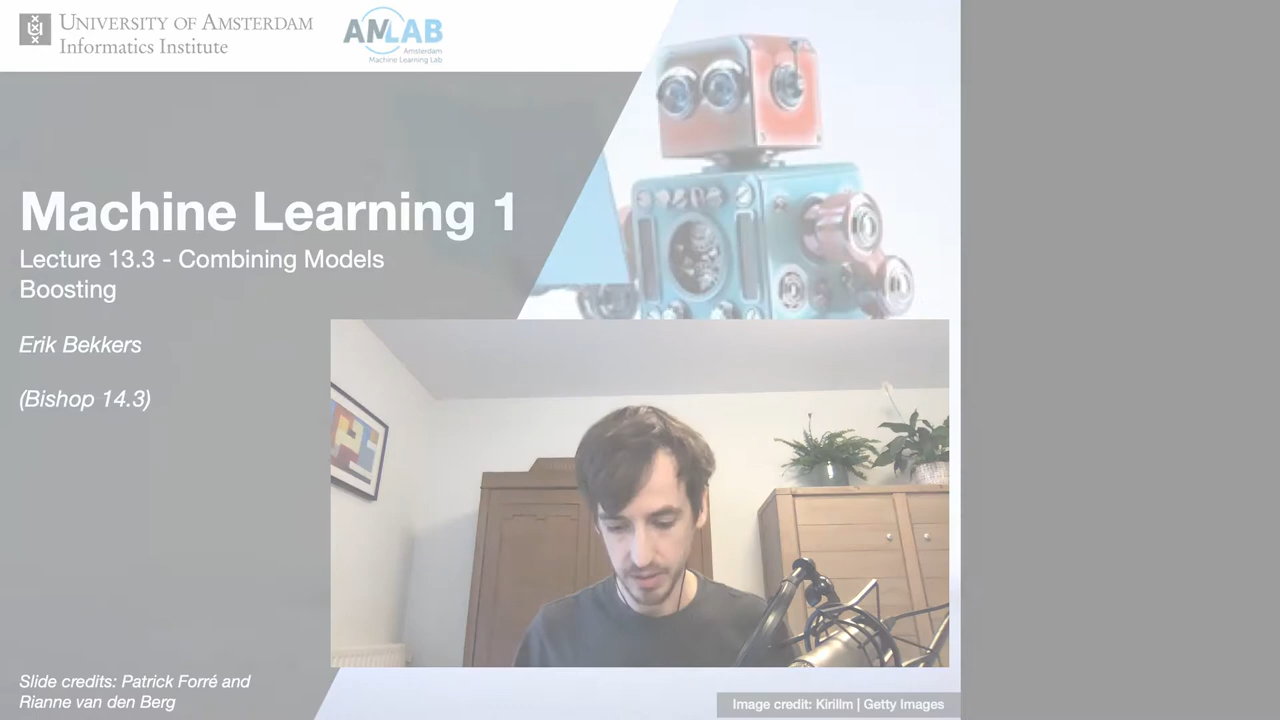 UNIVERSITY OF AMSTERDAM
Informatics Institute
AMLAB
Amsterdam
Machine Learning Lab
Machine Learning 1
Lecture 13.3 - Combining Models
Boosting
Erik Bekkers
(Bishop 14.3)
Slide credits: Patrick Forré and
Rianne van den Berg
Image credit: Kirillm | Getty Images